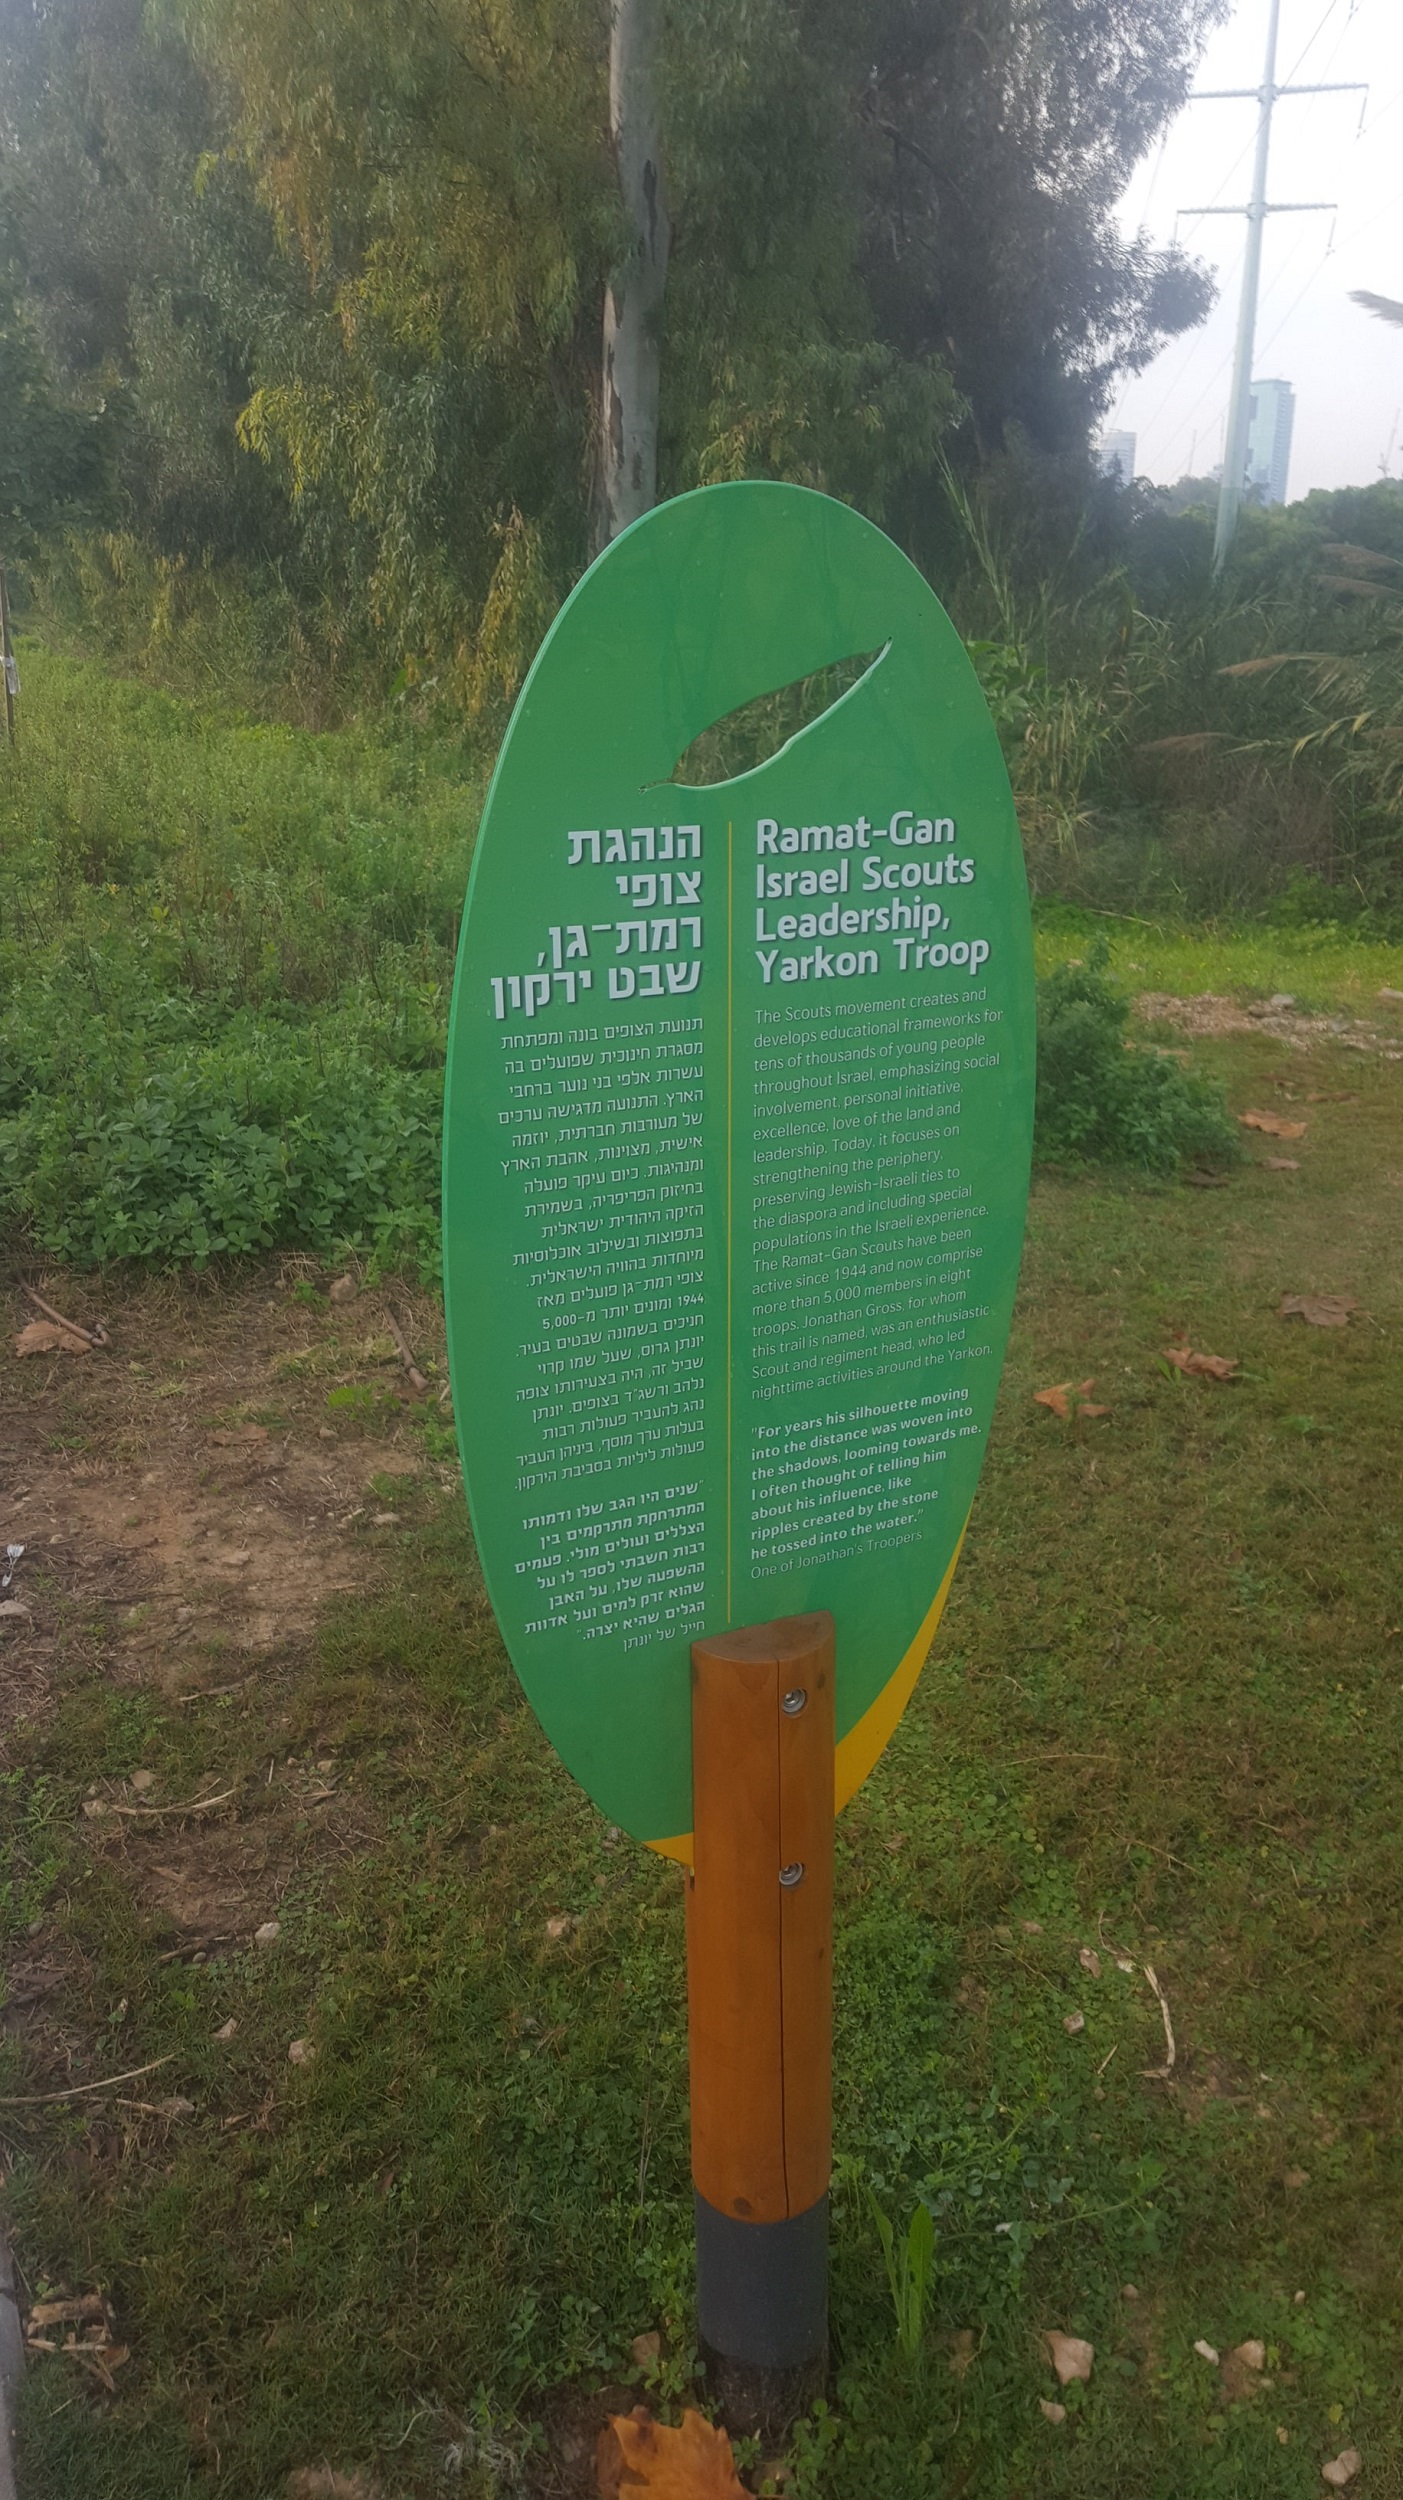 הנהגת
צופי
רמת-גן,
שבט ירקון
תנועת הצופים בונה ומפתחת
מסגרת חינוכית שפועלים בה
עשרות אלפי בני נוער ברחבי
הארץ. התנועה מדגישה ערכים
של מעורבות חברתית, יוזמה
אישית, מצוינות, אהבת הארץ
ומנהיגות. כיום עיקר פועלה
בחיזוק הפריפריה, בשמירת
הזיקה היהודית ישראלית
בתפוצות ובשילוב אוכלוסיות
מיוחדות בהוויה הישראלית.
צופי רמת-גן פועלים מאז
1944 ומונים יותר מ-5,000
חניכים בשמונה שבטים בעיר.
יונתן גרוס, שעל שמו קרוי
שביל זה, היה בצעירותו צופה
נלהב ורשג"ד בצופים. יונתן
נהג להעביר פעולות רבות
בעלות ערך מוסף, ביניהן העביר
פעולות ליליות בסביבת הירקון.
"שנים היו הגב שלו ודמותו
המתרחקת מתרקמים בין
הצללים ועולים מולי. פעמים
רבות חשבתי לספר לו על
ההשפעה שלו, על האבן
שהוא זרק למים ועל אדוות
הגלים שהיא יצרה."
חייל של יונתן
Ramat-Gan
Israel Scouts
Leadership,
Yarkon Troop
The Scouts movement creates and
develops educational frameworks for
tens of thousands of young people
throughout Israel, emphasizing social
involvement, personal initiative,
excellence, love of the land and
leadership. Today, it focuses on
strengthening the periphery,
preserving Jewish-Israeli ties to
the diaspora and including special
populations in the Israeli experience.
The Ramat-Gan Scouts have been
active since 1944 and now comprise
more than 5,000 members in eight
troops. Jonathan Gross, for whom
this trail is named, was an enthusiastic
Scout and regiment head, who led
nighttime activities around the Yarkon.
"For years his silhouette moving
into the distance was woven into
the shadows, looming towards me.
I often thought of telling him
about his influence, like
ripples created by the stone
he tossed into the water."
One of Jonathan's Troopers